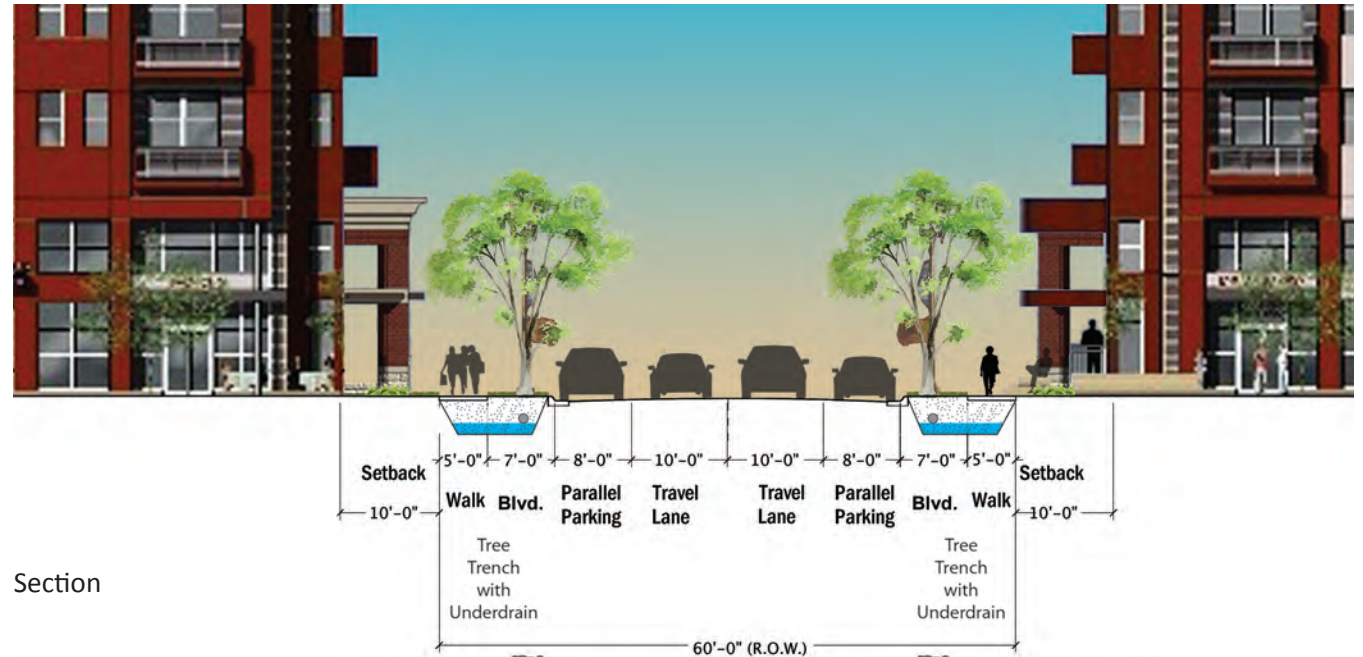 5'-0" 7'-0" 8'-0" 10'-0" 10'-0" 8'-0" 7'-0" 5'-0"
Setback
Walk
Blvd.
Parallel
Parking
Travel
Lane
Travel
Lane
Parallel
Parking
Blvd.
Walk
Setback
10'-0"
10'-0"
Tree
Trench
with
Underdrain
Tree
Trench
with
Underdrain
Section
60'-0" (R.O.W.)